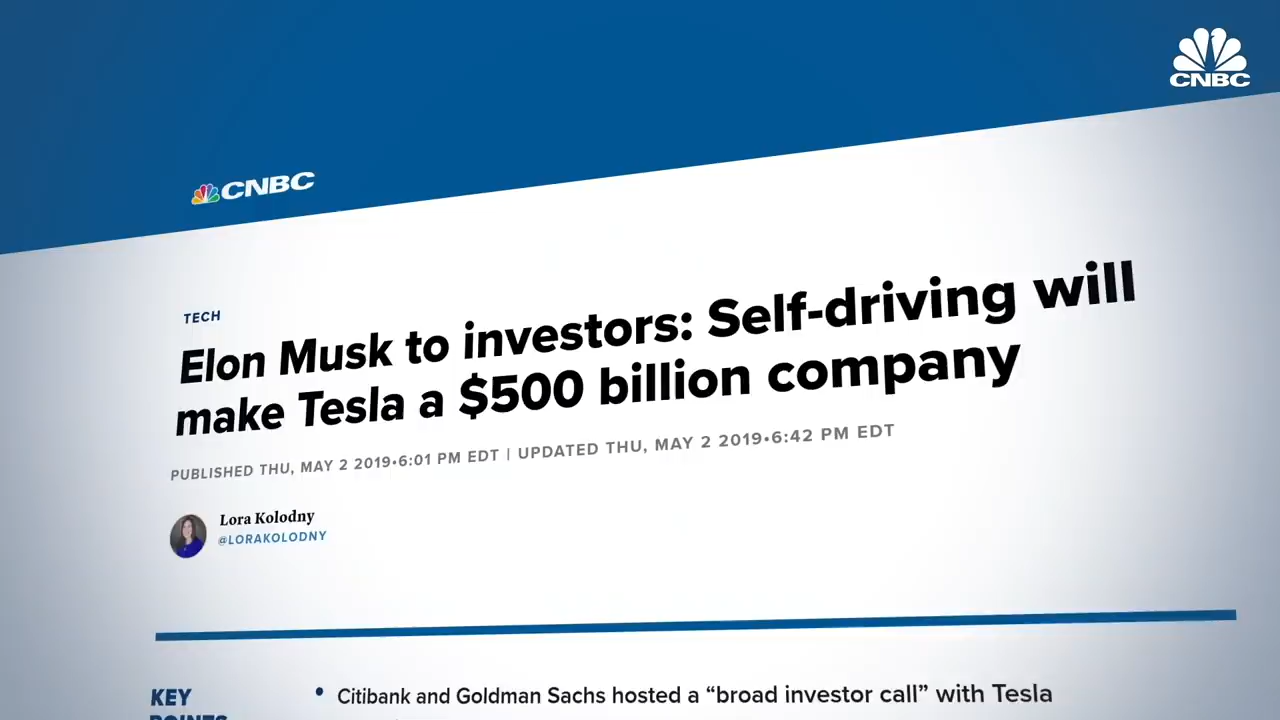 CNBC
CNBC
TECH
Elon Musk to investors: Self-driving will
make Tesla a $500 billion company
PUBLISHED THU, MAY 2 2019•6:01 PM EDT | UPDATED THU, MAY 2 2019•6:42 PM EDT
Lora Kolodny
@LORAKOLODNY
KEY
POINTS
• Citibank and Goldman Sachs hosted a “broad investor call” with Tesla